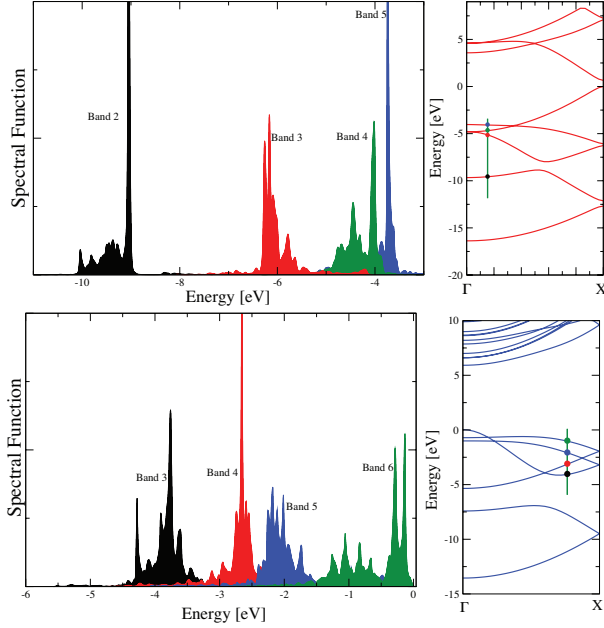 Spectral Function
Band 2
Band 3
Band 4
Band 5
-10
-8
-6
-4
Energy [eV]
Energy [eV]
10
5
0
-5
-10
-15
-20
Γ
X
Spectral Function
Band 3
Band 4
Band 5
Band 6
-6
-5
-4
-3
-2
-1
0
Energy [eV]
Energy [eV]
10
5
0
-5
-10
-15
Γ
X